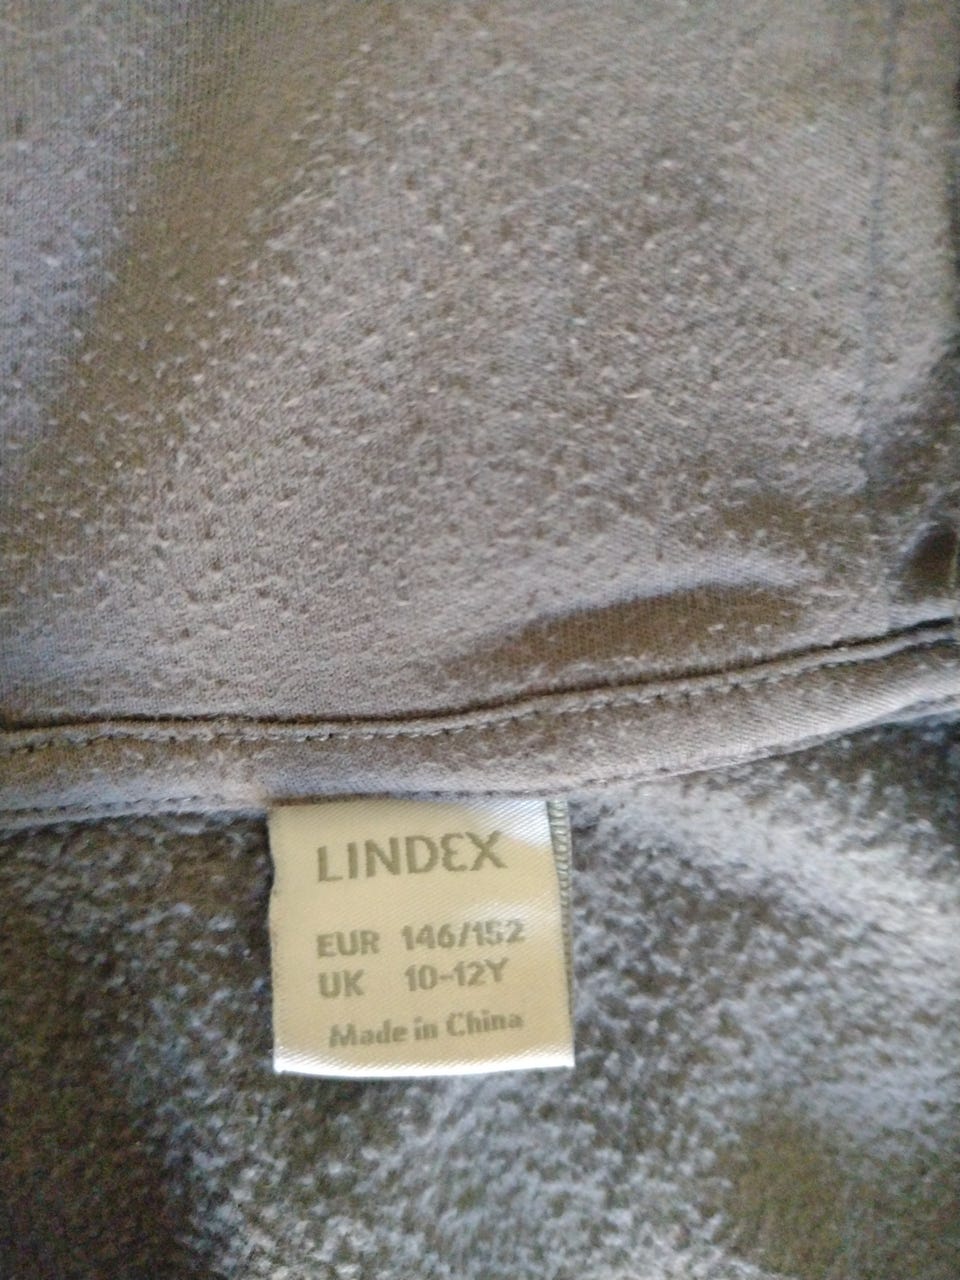 LINDEX
EUR 146/152
UK 10-12Y
Made in China